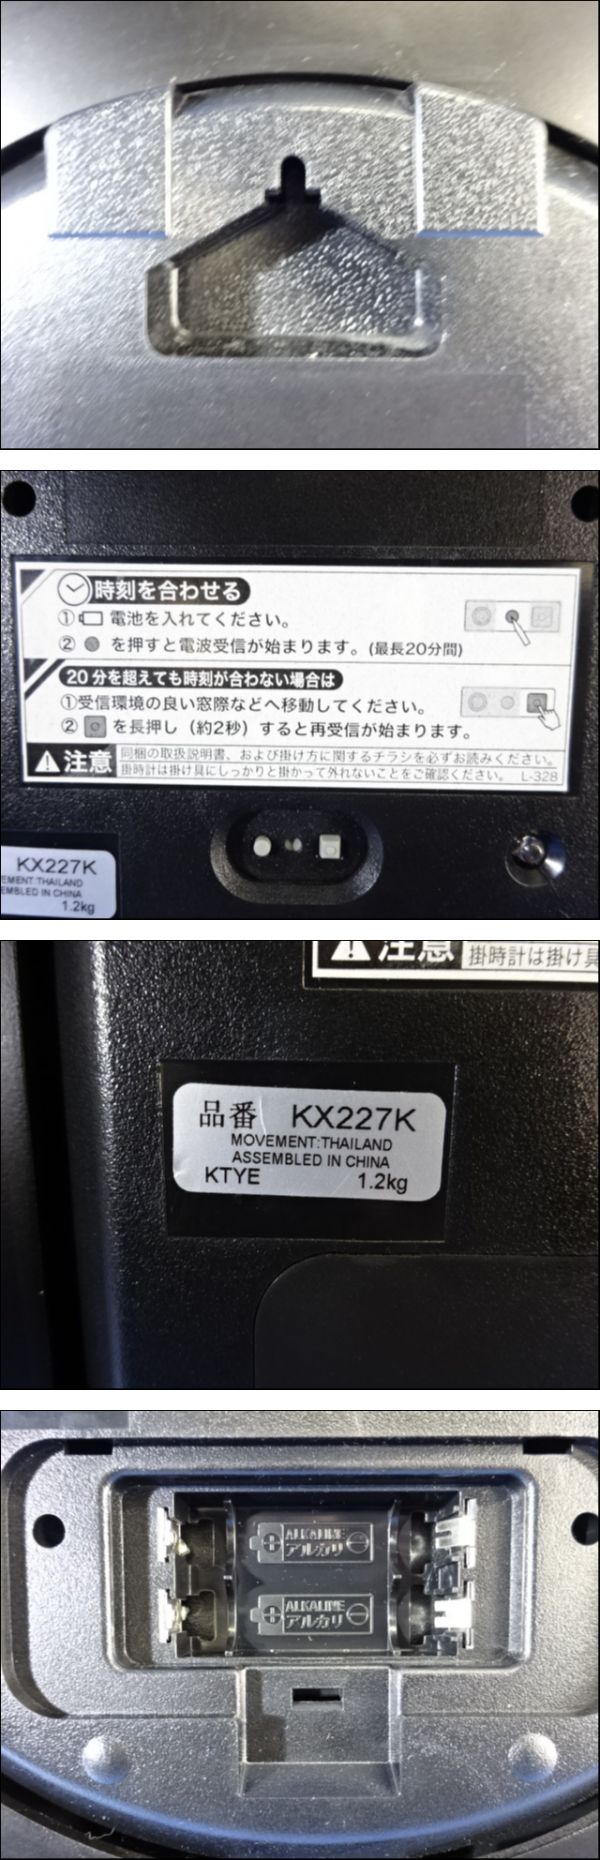 時刻を合わせる
① 電池を入れてください。
② を押すと電波受信が始まります。(最長20分間)
20分を超えても時刻が合わない場合は
①受信環境の良い窓際などへ移動してください。
② を長押し（約2秒）すると再受信が始まります。
注意
同梱の取扱説明書、および掛け方に関するチラシを必ずお読みください。
掛時計は掛け具にしっかりと掛かって外れないことをご確認ください。 L-328
KX227K
EMENT:THAILAND
EMBLED IN CHINA
1.2kg
注意
掛時計は掛け具
品番 KX227K
MOVEMENT:THAILAND
ASSEMBLED IN CHINA
KTYE 1.2kg
ALKALINE
アルカリ
ALKALINE
アルカリ